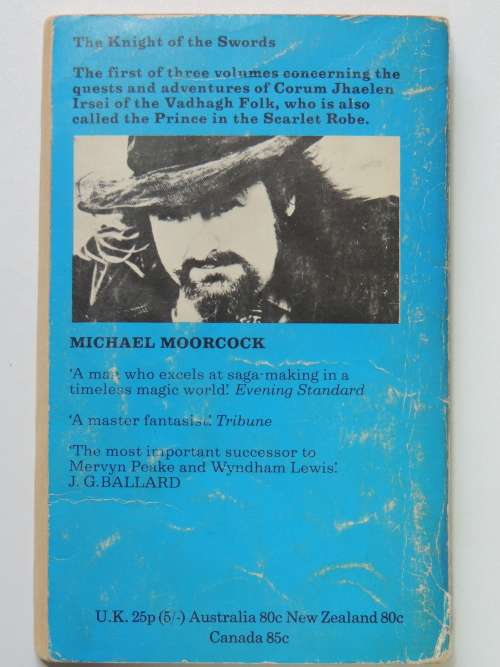 The Knight of the Swords
The first of three volumes concerning the
quests and adventures of Corum Jhaelen
Irsei of the Vadhagh Folk, who is also
called the Prince in the Scarlet Robe.
MICHAEL MOORCOCK
'A man who excels at saga-making in a
timeless magic world'. Evening Standard
'A master fantasist'. Tribune
'The most important successor to
Mervyn Peake and Wyndham Lewis'.
J. G. BALLARD
U.K. 25p (5/-) Australia 80c New Zealand 80c
Canada 85c